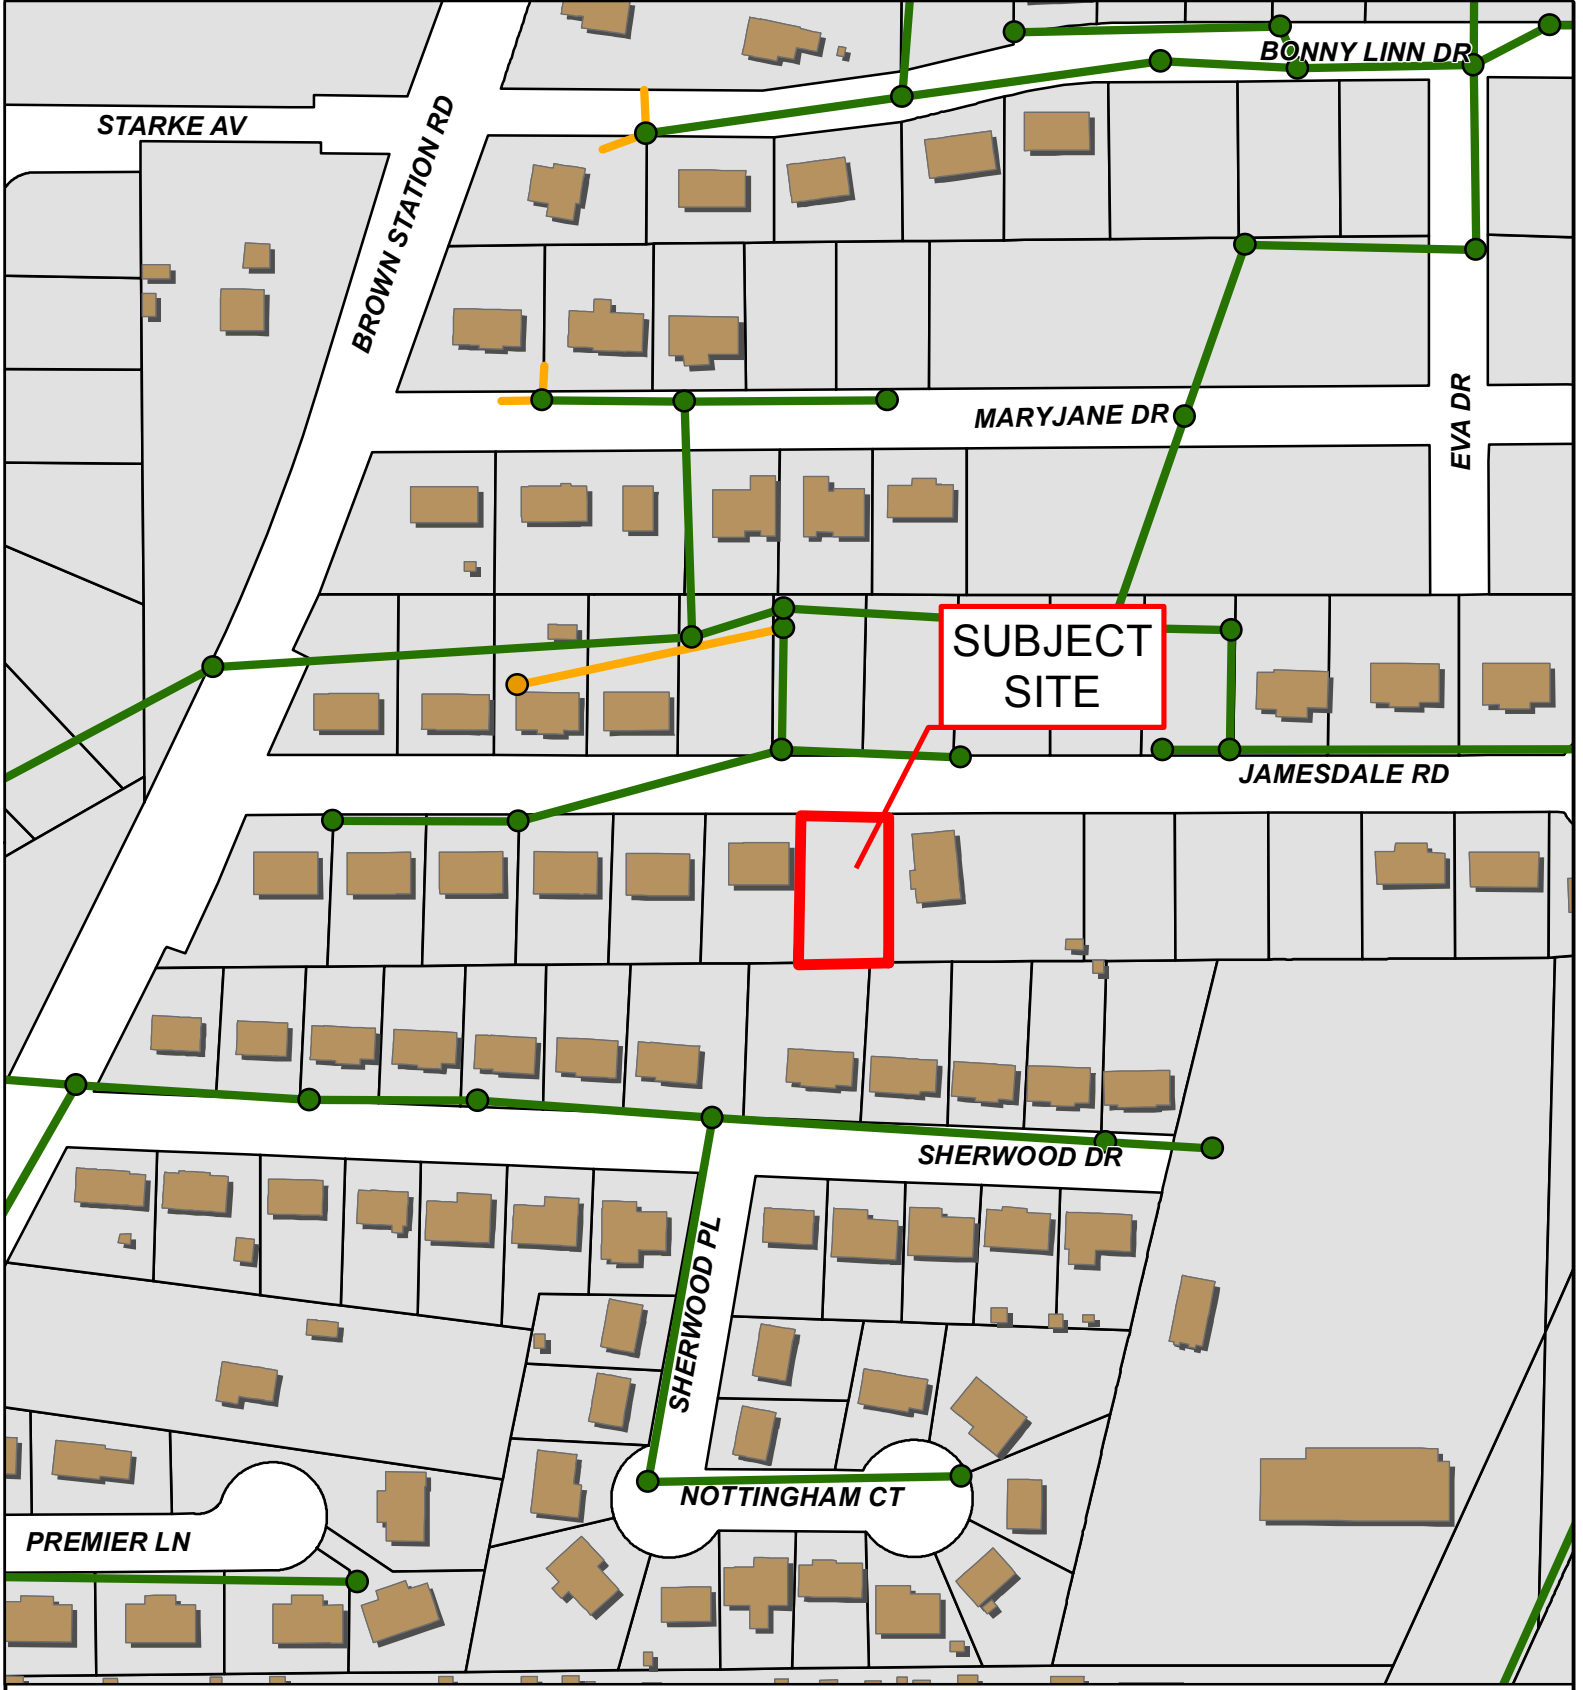 BONNY LINN DR
STARKE AV
BROWN STATION RD
MARYJANE DR
EVA DR
SUBJECT
SITE
JAMESDALE RD
SHERWOOD DR
SHERWOOD PL
NOTTINGHAM CT
PREMIER LN